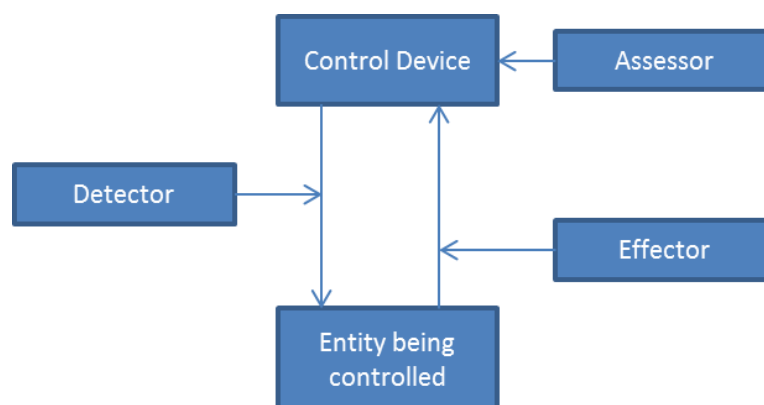 Control Device
Assessor
Detector
Effector
Entity being
controlled